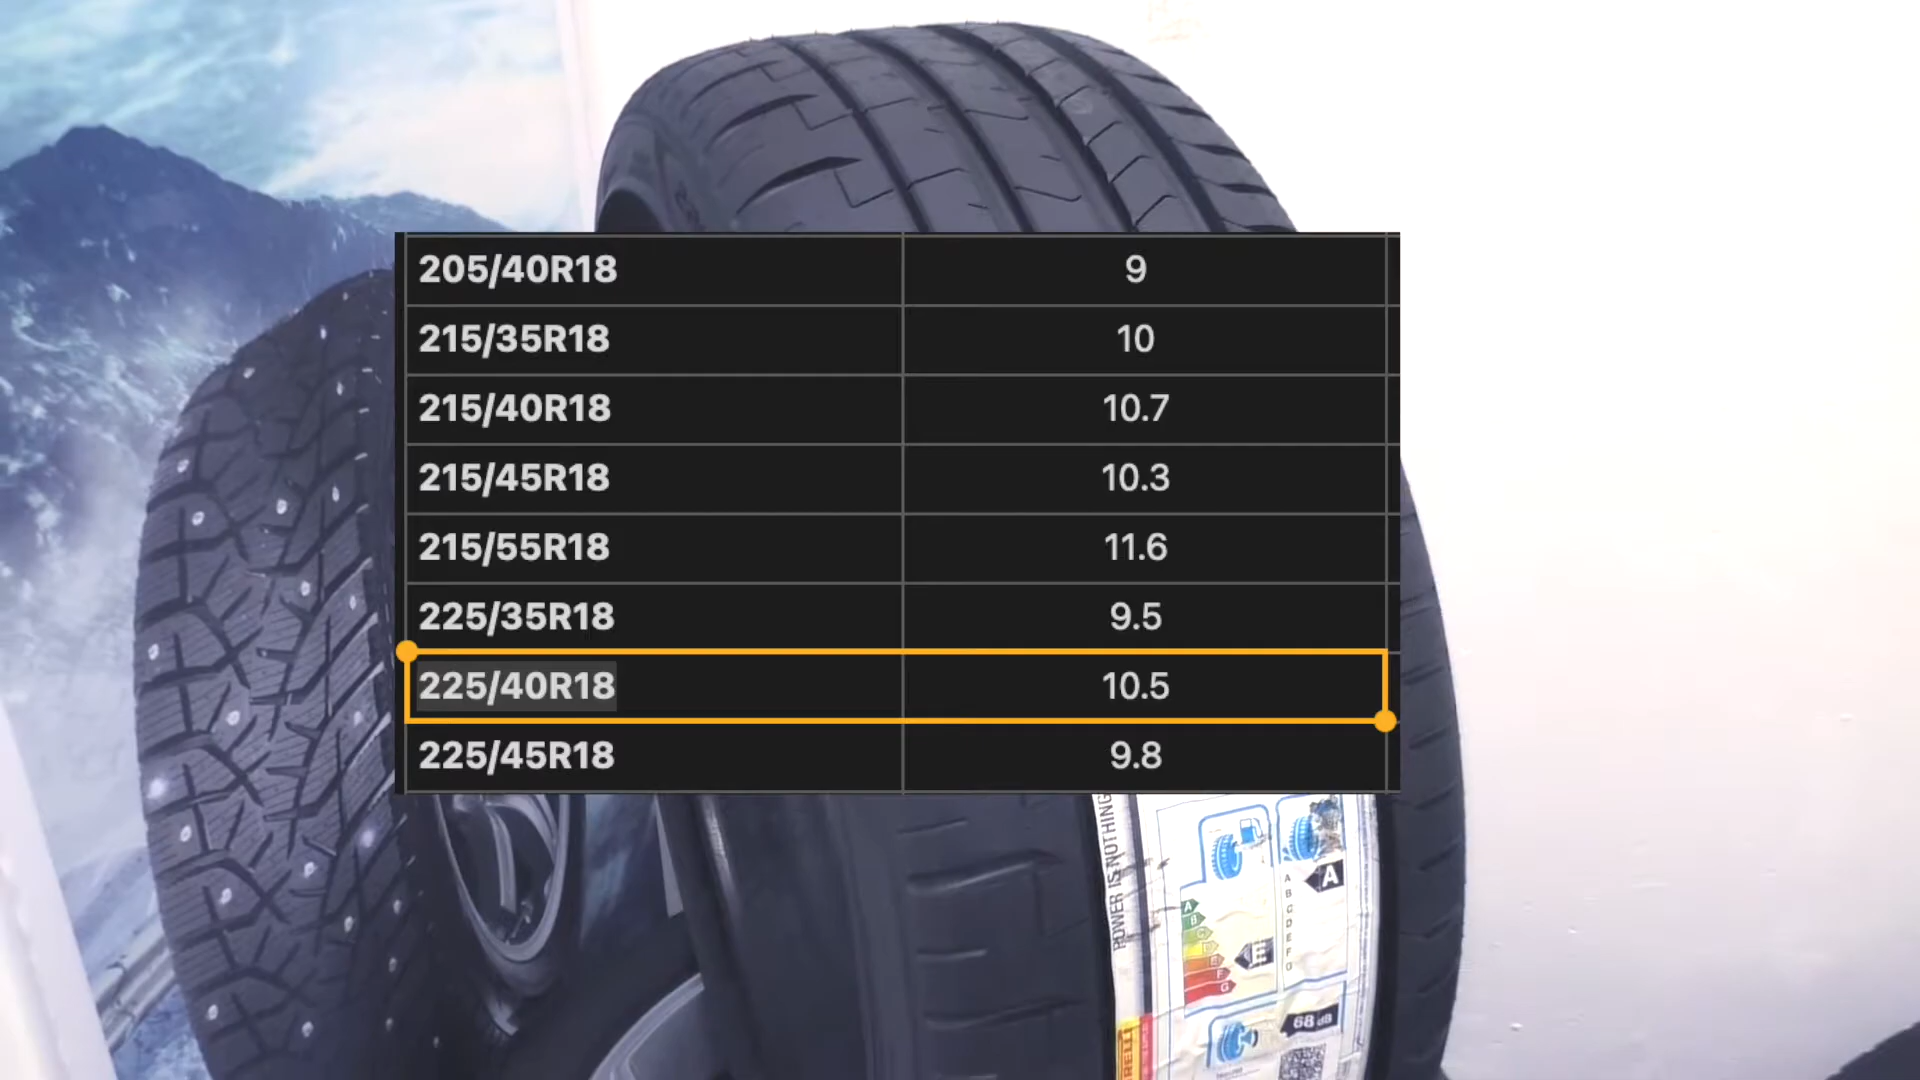 205/40R18 9
215/35R18 10
215/40R18 10.7
215/45R18 10.3
215/55R18 11.6
225/35R18 9.5
225/40R18 10.5
225/45R18 9.8
POWER IS NOTHING
A
B
C
D
E
F
G
E
A
A
B
C
D
E
F
G
68 dB